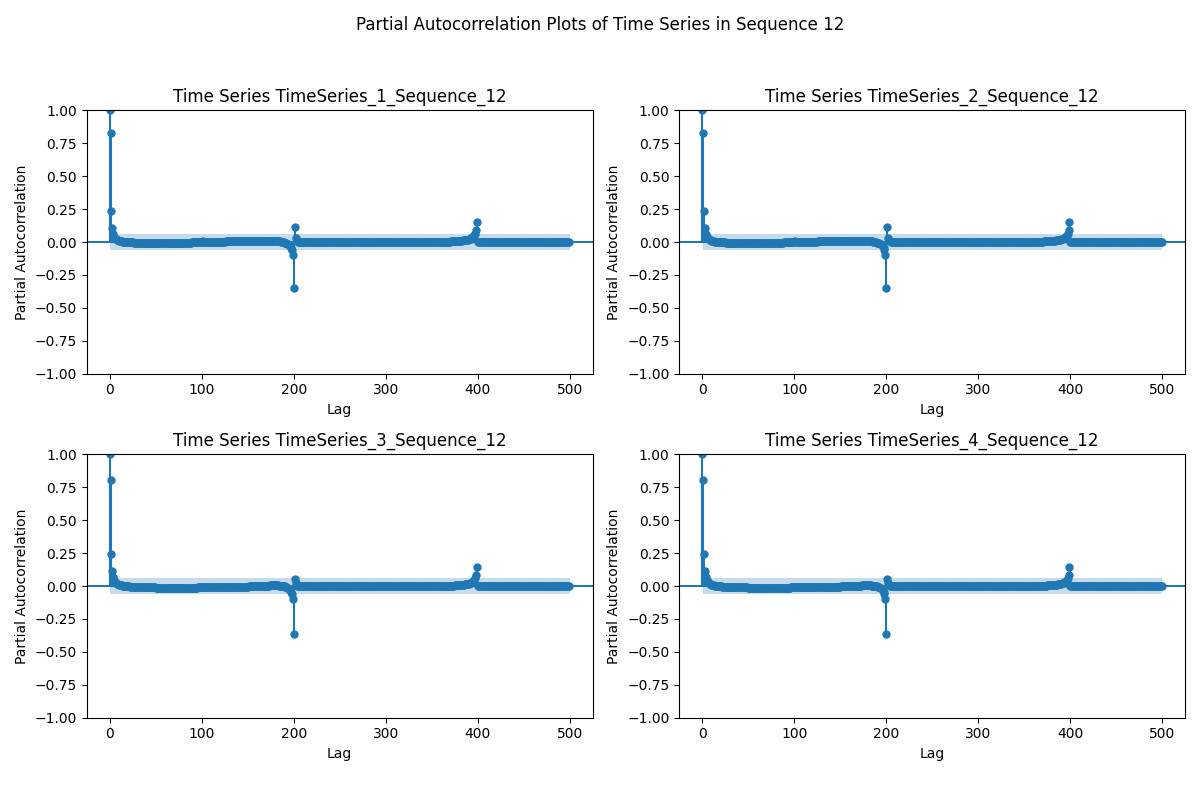 Partial Autocorrelation Plots of Time Series in Sequence 12
Time Series TimeSeries_1_Sequence_12
Partial Autocorrelation
1.00
0.75
0.50
0.25
0.00
−0.25
−0.50
−0.75
−1.00
0 100 200 300 400 500
Lag
Time Series TimeSeries_2_Sequence_12
Partial Autocorrelation
1.00
0.75
0.50
0.25
0.00
−0.25
−0.50
−0.75
−1.00
0 100 200 300 400 500
Lag
Time Series TimeSeries_3_Sequence_12
Partial Autocorrelation
1.00
0.75
0.50
0.25
0.00
−0.25
−0.50
−0.75
−1.00
0 100 200 300 400 500
Lag
Time Series TimeSeries_4_Sequence_12
Partial Autocorrelation
1.00
0.75
0.50
0.25
0.00
−0.25
−0.50
−0.75
−1.00
0 100 200 300 400 500
Lag